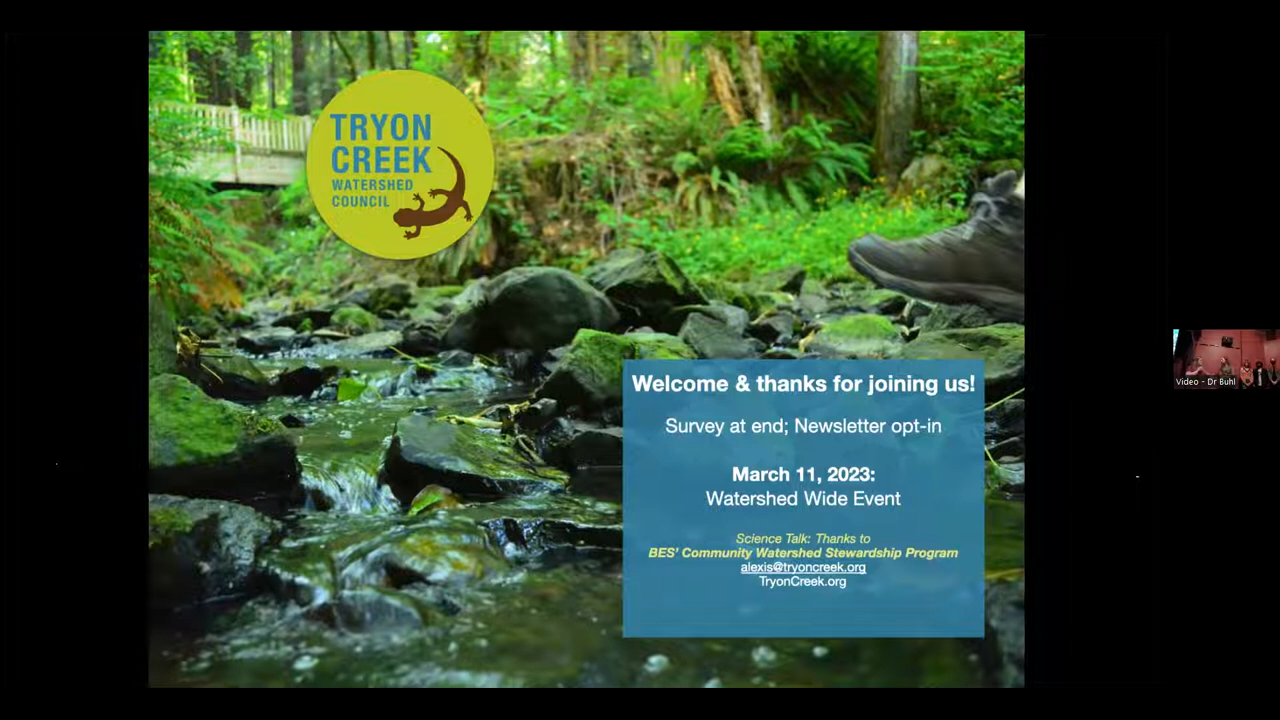 TRYON
CREEK
WATERSHED
COUNCIL
Welcome & thanks for joining us!
Survey at end; Newsletter opt-in
March 11, 2023:
Watershed Wide Event
Science Talk: Thanks to
BES' Community Watershed Stewardship Program
alexis@tryoncreek.org
TryonCreek.org
Video - Dr Buhl